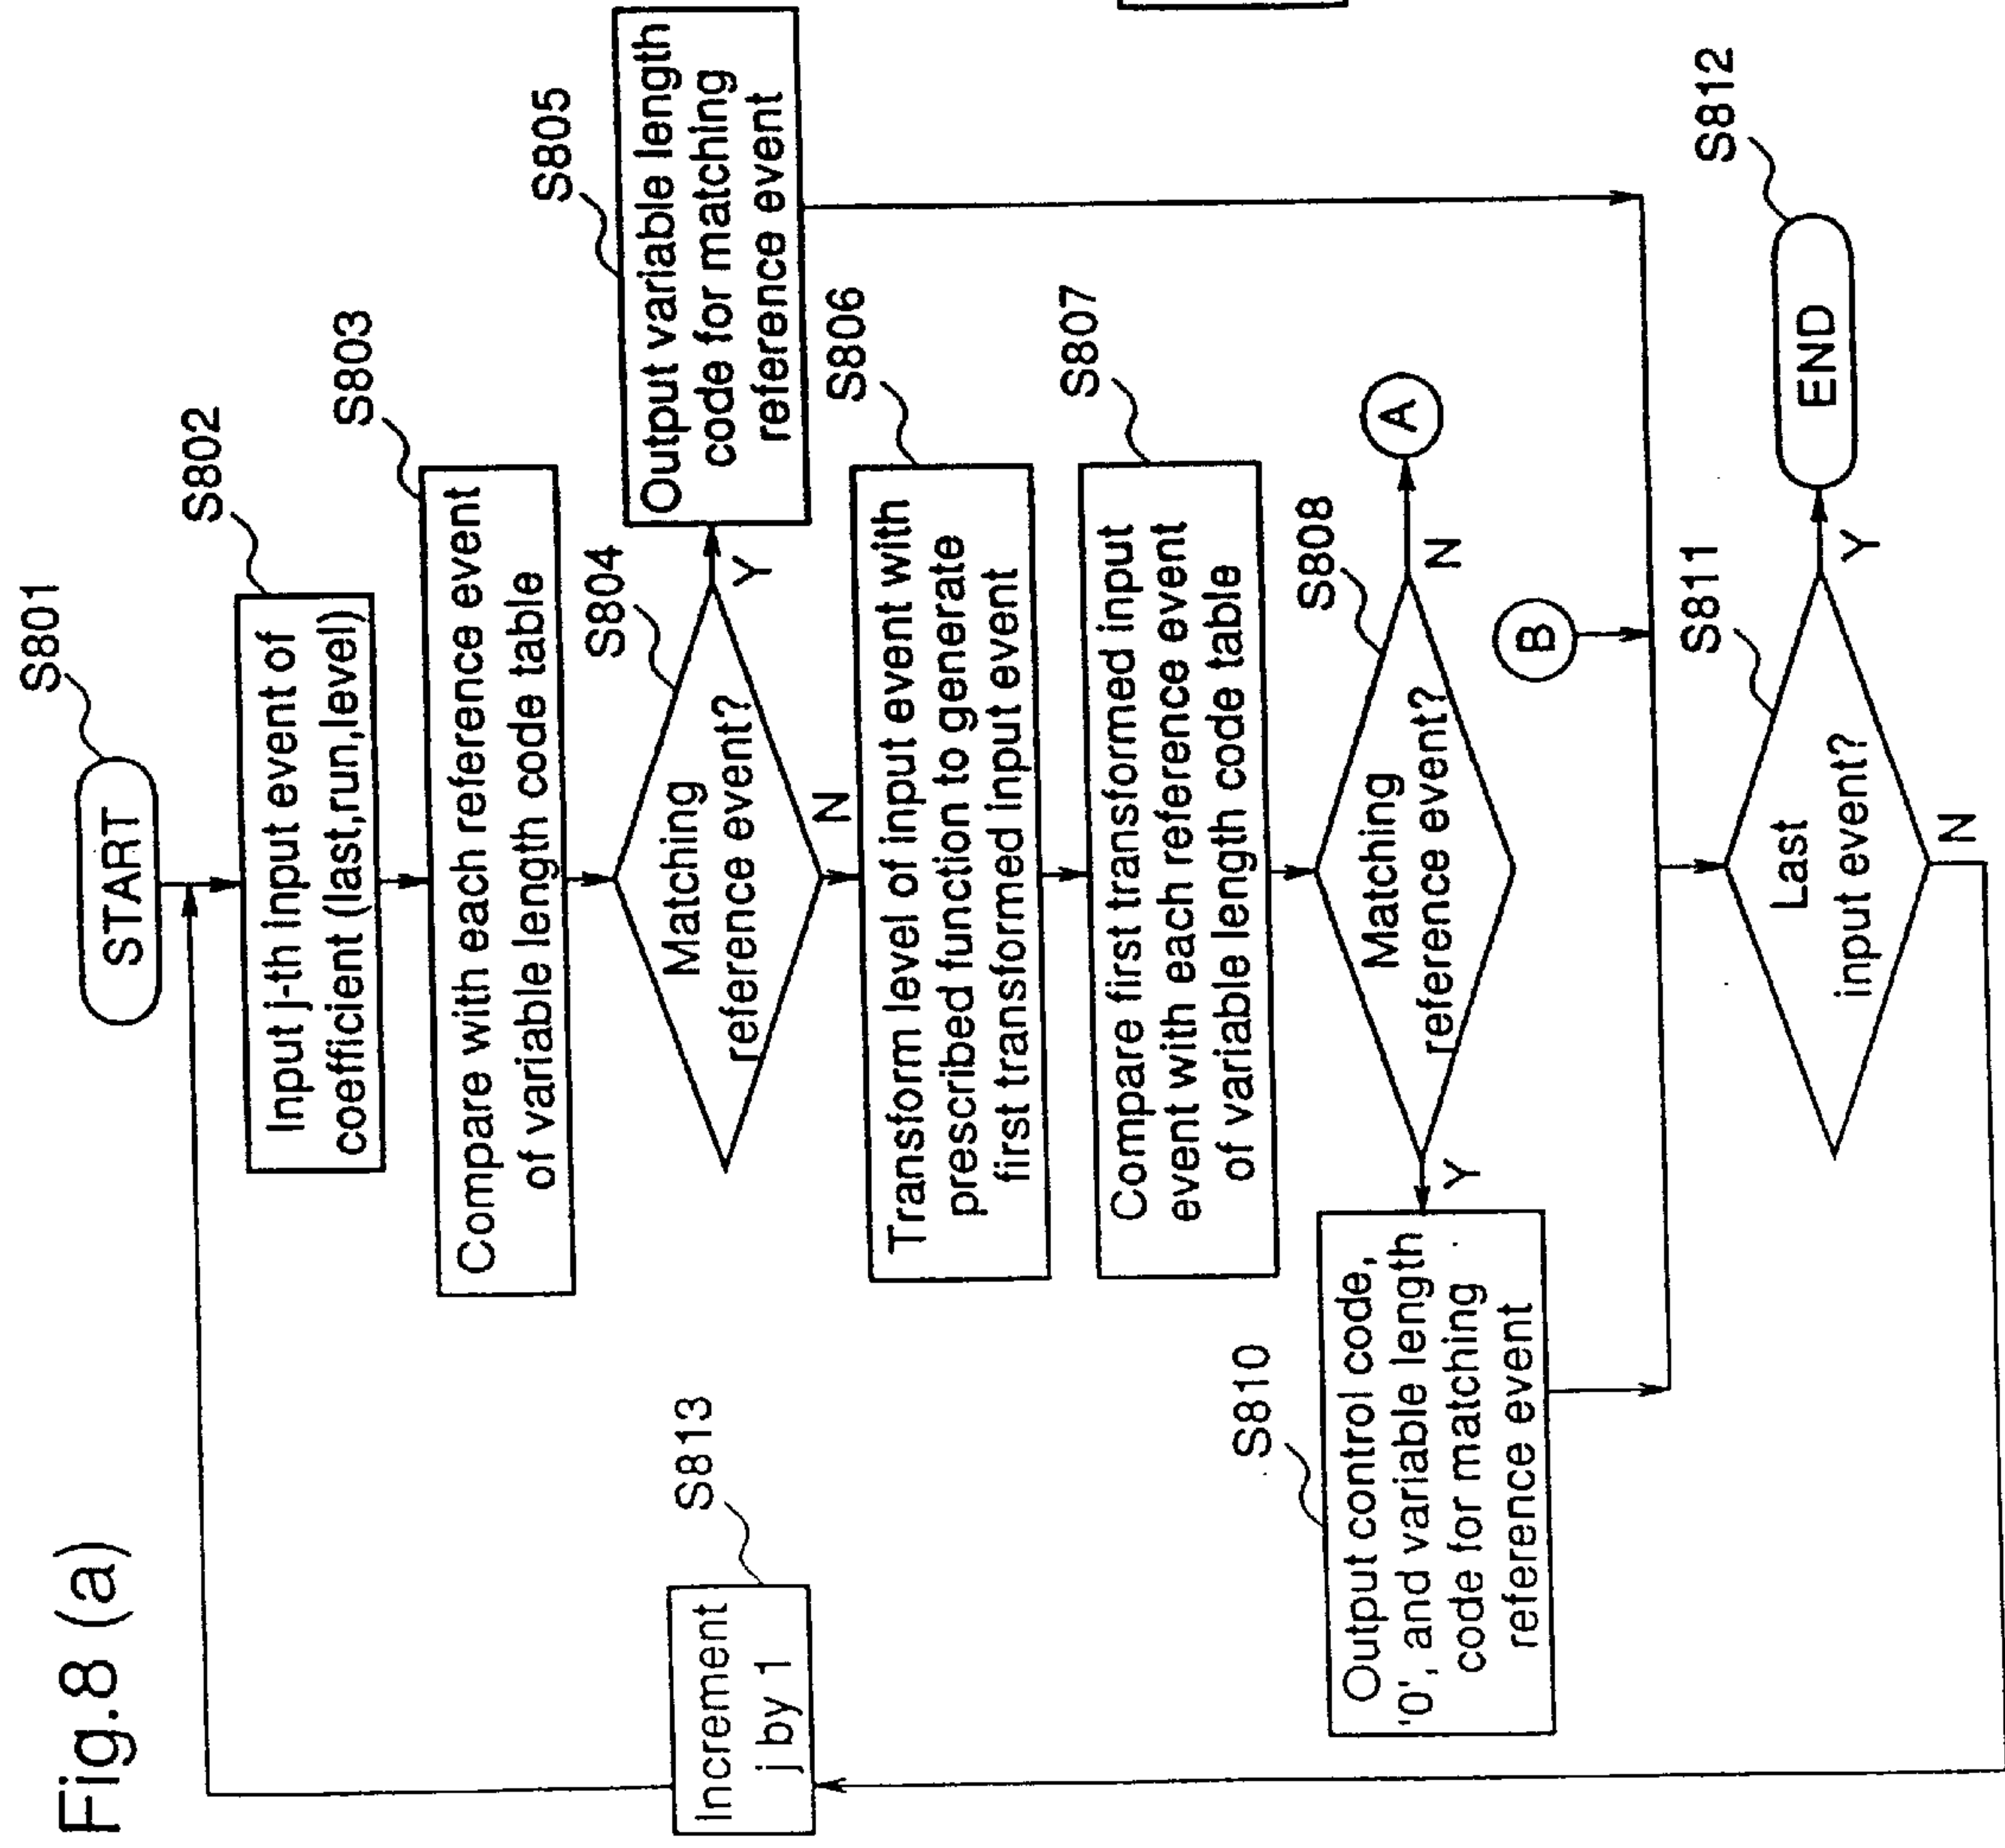 Fig.8 (a)
S801
START
S802
Input j-th input event of
coefficient (last,run,level)
S803
Compare with each reference event
of variable length code table
S804
Matching
reference event?
Y
N
S805
Output variable length
code for matching
reference event
S806
Transform level of input event with
prescribed function to generate
first transformed input event
S807
Compare first transformed input
event with each reference event
of variable length code table
S808
Matching
reference event?
Y
N
A
S810
Output control code,
'0', and variable length
code for matching
reference event
B
S811
Last
input event?
Y
N
S812
END
S813
Increment
j by 1